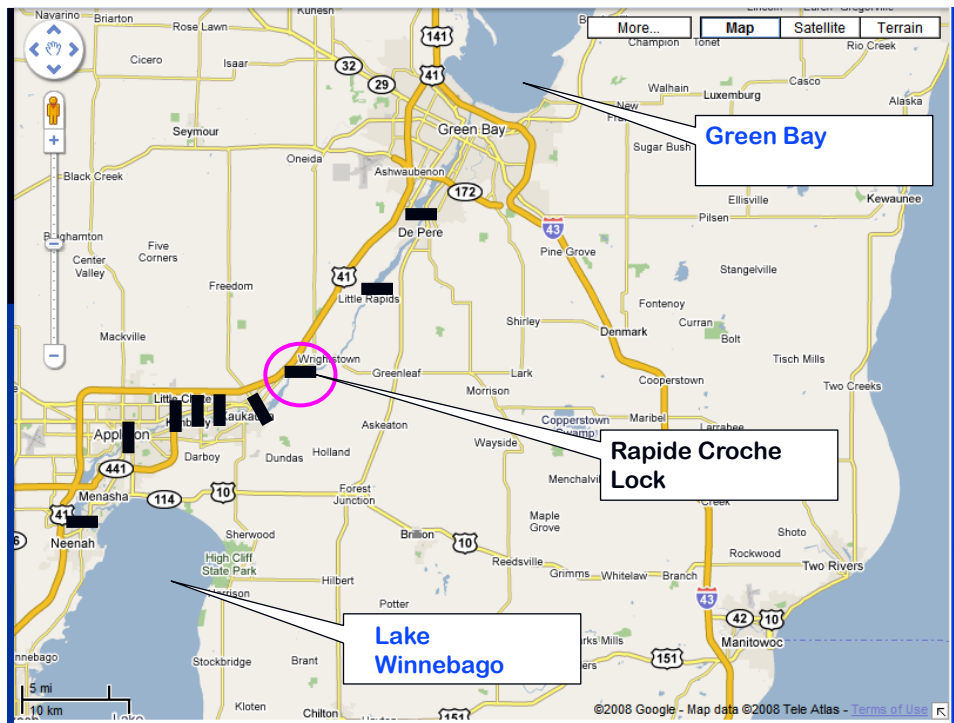 Navarino
Briarton
Kunesh
Rose Lawn
141
More...
Map
Satellite
Terrain
Champion
Tonet
Rio Creek
Cicero
Isaar
32
41
29
Walhain
Luxemburg
Casco
New
Alaska
Seymour
Green Bay
Green Bay
Sugar Bush
Oneida
Black Creek
Ashwaubenon
172
Ellisville
Kewaunee
Pilsen
De Pere
43
Five
Corners
Center
Valley
Pine Grove
Stangelville
41
Freedom
Little Rapids
Fontenoy
Shirley
Curran
Denmark
Bolt
Mackville
Wrightstown
Tisch Mills
Greenleaf
Lark
Cooperstown
Two Creeks
Morrison
Copperstown
Swamp
Maribel
Larrabee
Askeaton
Appleton
Wayside
Rapide Croche
Lock
Darboy
Dundas
Holland
441
Menchalvil
Menasha
114
10
Forest
Junction
Creek
41
Maple
Grove
Neenah
Sherwood
Brillion
10
Shoto
Rockwood
High Cliff
State Park
Reedsville
Grimms
Whitelaw
Branch
Two Rivers
Hilbert
Potter
43
42
10
Lake
Winnebago
Manitowoc
Stockbridge
Brant
151
5 mi
10 km
Kloten
Chilton
151
©2008 Google - Map data ©2008 Tele Atlas - Terms of Use